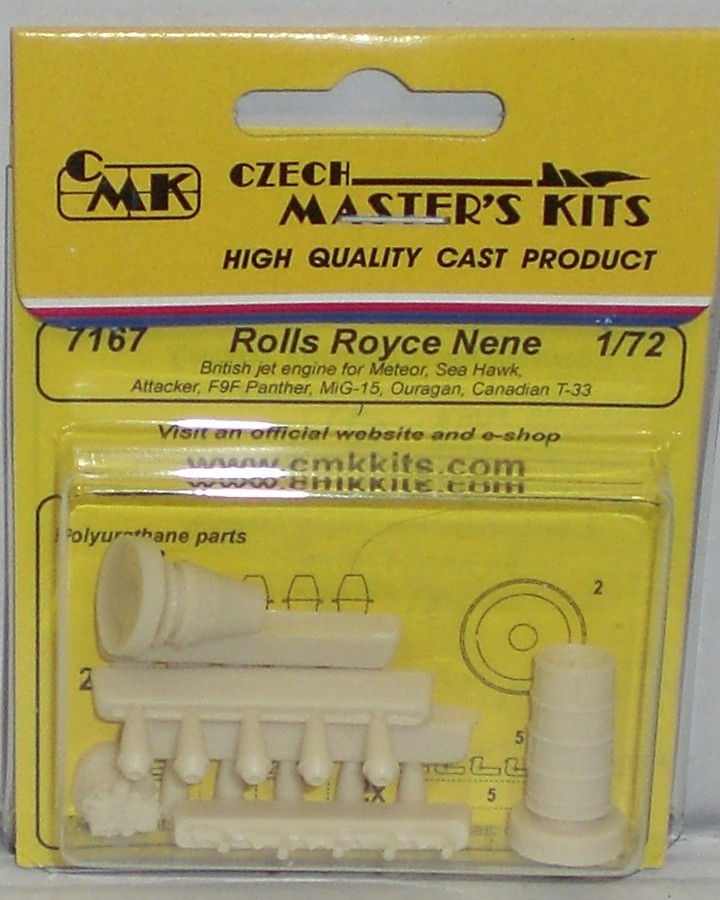 CMK
CZECH
MASTER'S KITS
HIGH QUALITY CAST PRODUCT
7167 Rolls Royce Nene 1/72
British jet engine for Meteor, Sea Hawk,
Attacker, F9F Panther, MiG-15, Ouragan, Canadian T-33
Visit an official website and e-shop
www.cmkkits.com
Polyurethane parts
2
2
5
5